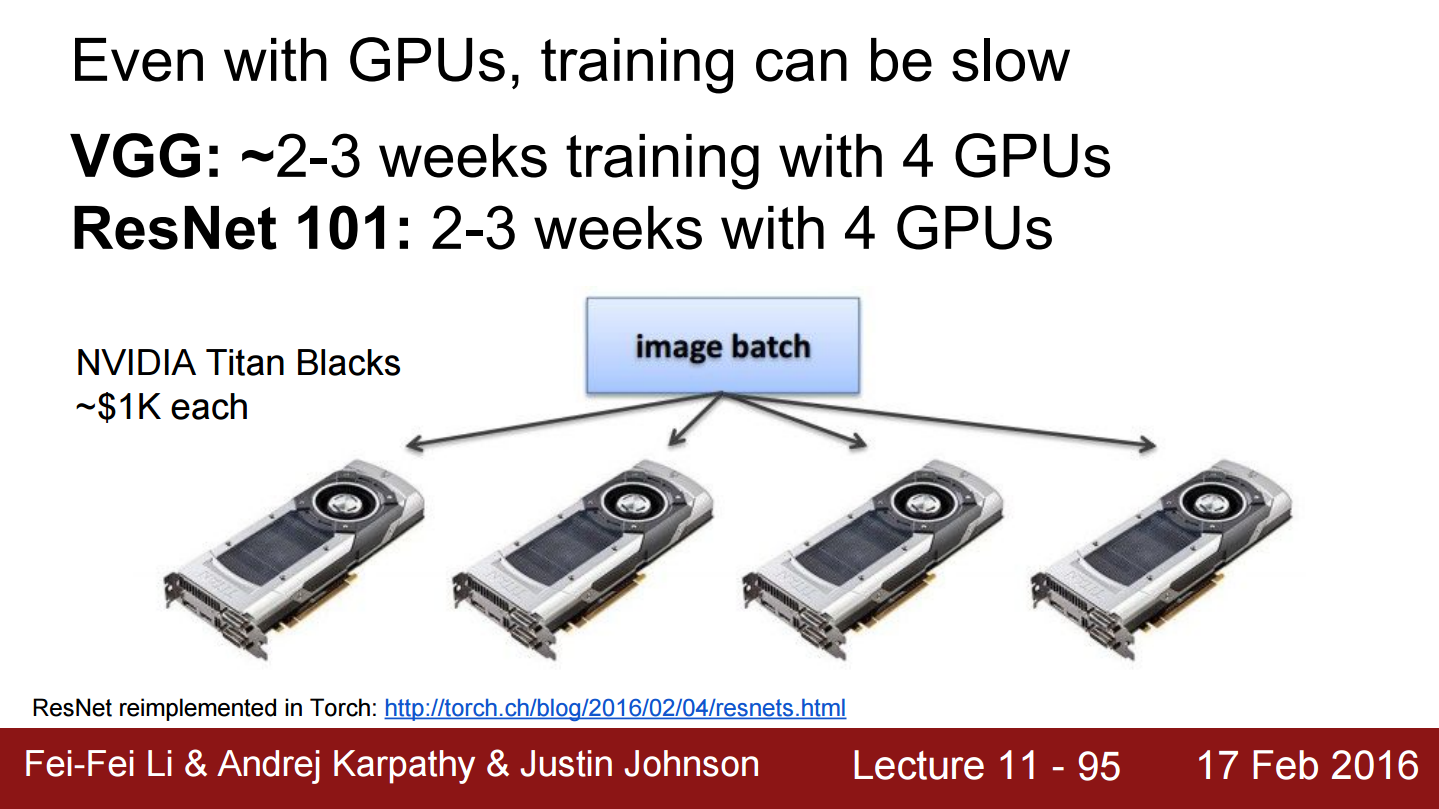 Even with GPUs, training can be slow
VGG: ~2-3 weeks training with 4 GPUs
ResNet 101: 2-3 weeks with 4 GPUs
image batch
NVIDIA Titan Blacks
~$1K each
ResNet reimplemented in Torch: http://torch.ch/blog/2016/02/04/resnets.html
Fei-Fei Li & Andrej Karpathy & Justin Johnson
Lecture 11 - 95
17 Feb 2016